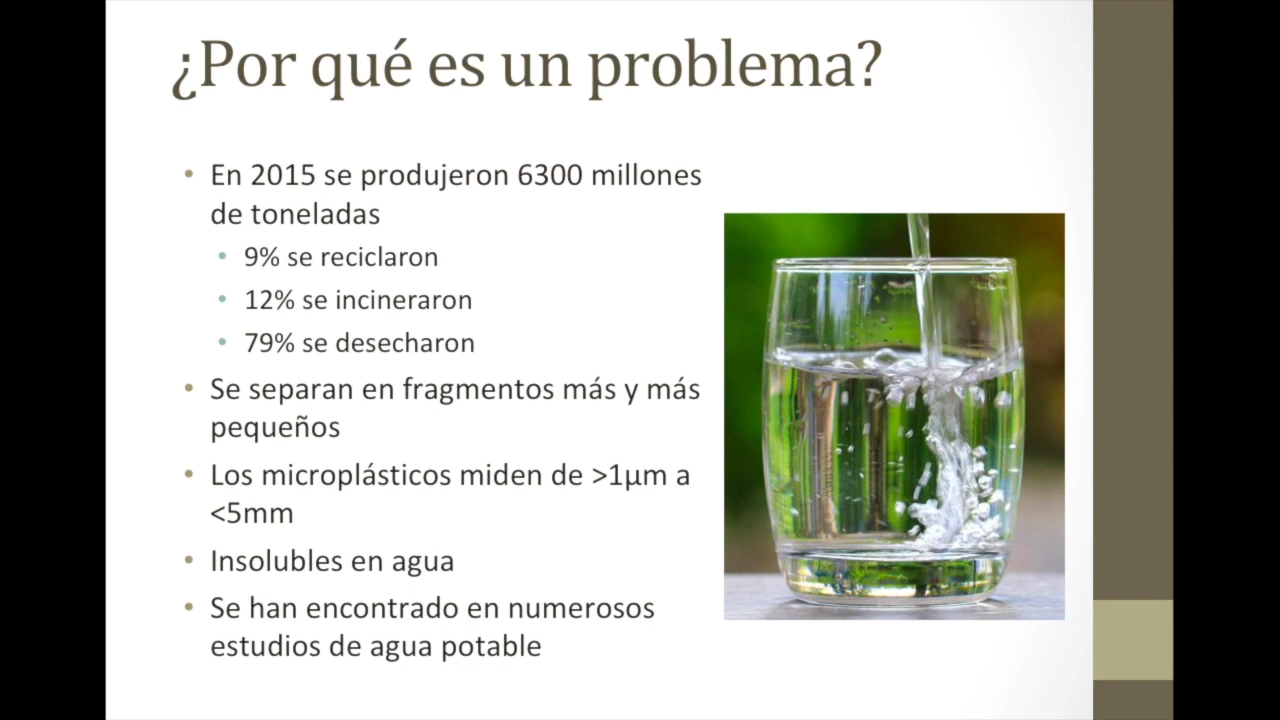 ¿Por qué es un problema?
• En 2015 se produjeron 6300 millones
de toneladas
• 9% se reciclaron
• 12% se incineraron
• 79% se desecharon
• Se separan en fragmentos más y más
pequeños
• Los microplásticos miden de >1μm a
<5mm
• Insolubles en agua
• Se han encontrado en numerosos
estudios de agua potable